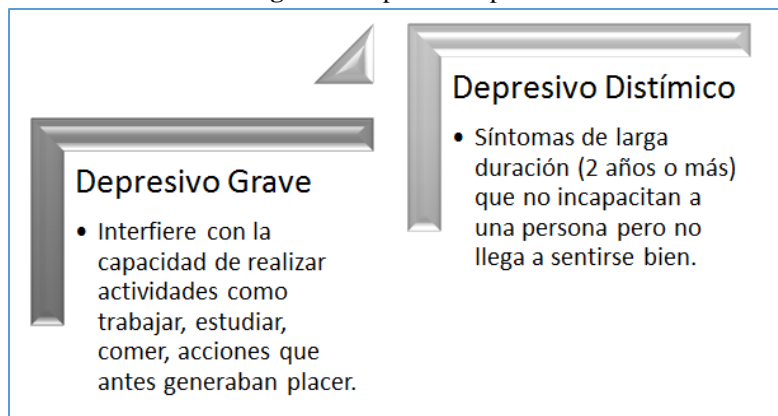 Depresivo Grave
• Interfiere con la
capacidad de realizar
actividades como
trabajar, estudiar,
comer, acciones que
antes generaban placer.
Depresivo Distímico
• Síntomas de larga
duración (2 años o más)
que no incapacitan a
una persona pero no
llega a sentirse bien.